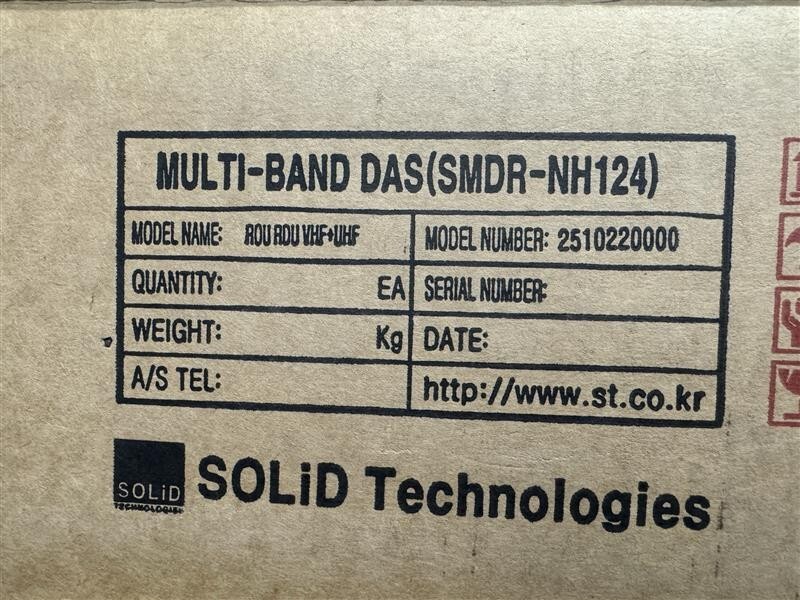 MULTI-BAND DAS(SMDR-NH124)
MODEL NAME: ROU RDU VHF+UHF MODEL NUMBER: 2510220000
QUANTITY: EA SERIAL NUMBER:
WEIGHT: Kg DATE:
A/S TEL: http://www.st.co.kr
SOLiD
TECHNOLOGIES
SOLiD Technologies